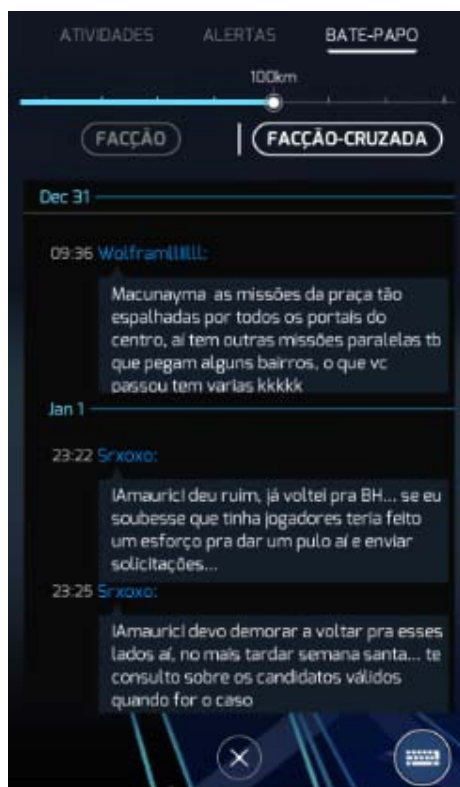 ATIVIDADES ALERTAS BATE-PAPO
100km
FACÇÃO FACÇÃO-CRUZADA
Dec 31
09:36 WolframllIlll:
Macunayma as missões da praça tão
espalhadas por todos os portais do
centro, aí tem outras missões paralelas tb
que pegam alguns bairros, o que vc
passou tem varias kkkkk
Jan 1
23:22 Srxoxo:
IAmauricI deu ruim, já voltei pra BH... se eu
soubesse que tinha jogadores teria feito
um esforço pra dar um pulo aí e enviar
solicitações...
23:25 Srxoxo:
IAmauricI devo demorar a voltar pra esses
lados aí, no mais tardar semana santa... te
consulto sobre os candidatos válidos
quando for o caso